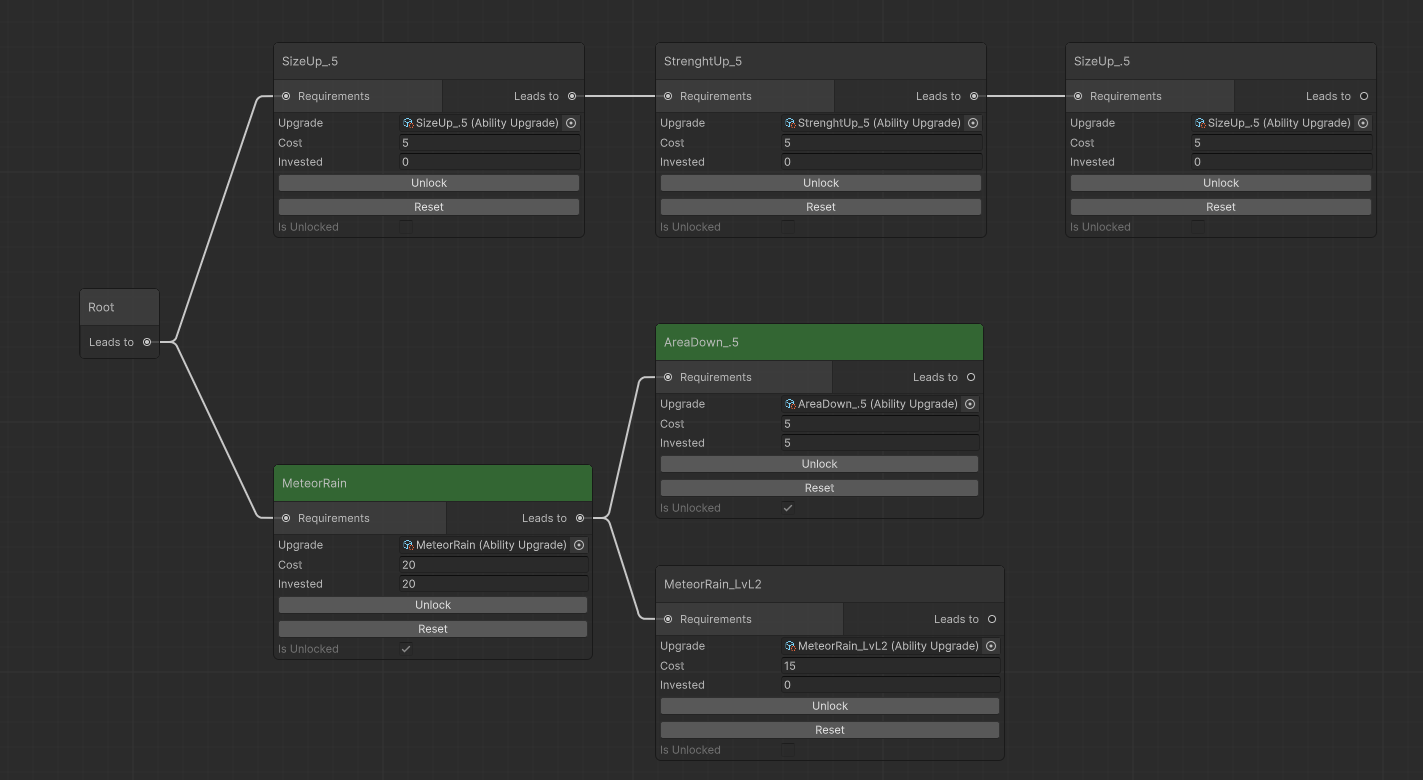 SizeUp_.5
Requirements Leads to
Upgrade SizeUp_.5 (Ability Upgrade)
Cost 5
Invested 0
Unlock
Reset
Is Unlocked
StrenghtUp_5
Requirements Leads to
Upgrade StrenghtUp_5 (Ability Upgrade)
Cost 5
Invested 0
Unlock
Reset
Is Unlocked
SizeUp_.5
Requirements Leads to
Upgrade SizeUp_.5 (Ability Upgrade)
Cost 5
Invested 0
Unlock
Reset
Is Unlocked
Root
Leads to
AreaDown_.5
Requirements Leads to
Upgrade AreaDown_.5 (Ability Upgrade)
Cost 5
Invested 5
Unlock
Reset
Is Unlocked
MeteorRain
Requirements Leads to
Upgrade MeteorRain (Ability Upgrade)
Cost 20
Invested 20
Unlock
Reset
Is Unlocked
MeteorRain_LvL2
Requirements Leads to
Upgrade MeteorRain_LvL2 (Ability Upgrade)
Cost 15
Invested 0
Unlock
Reset
Is Unlocked